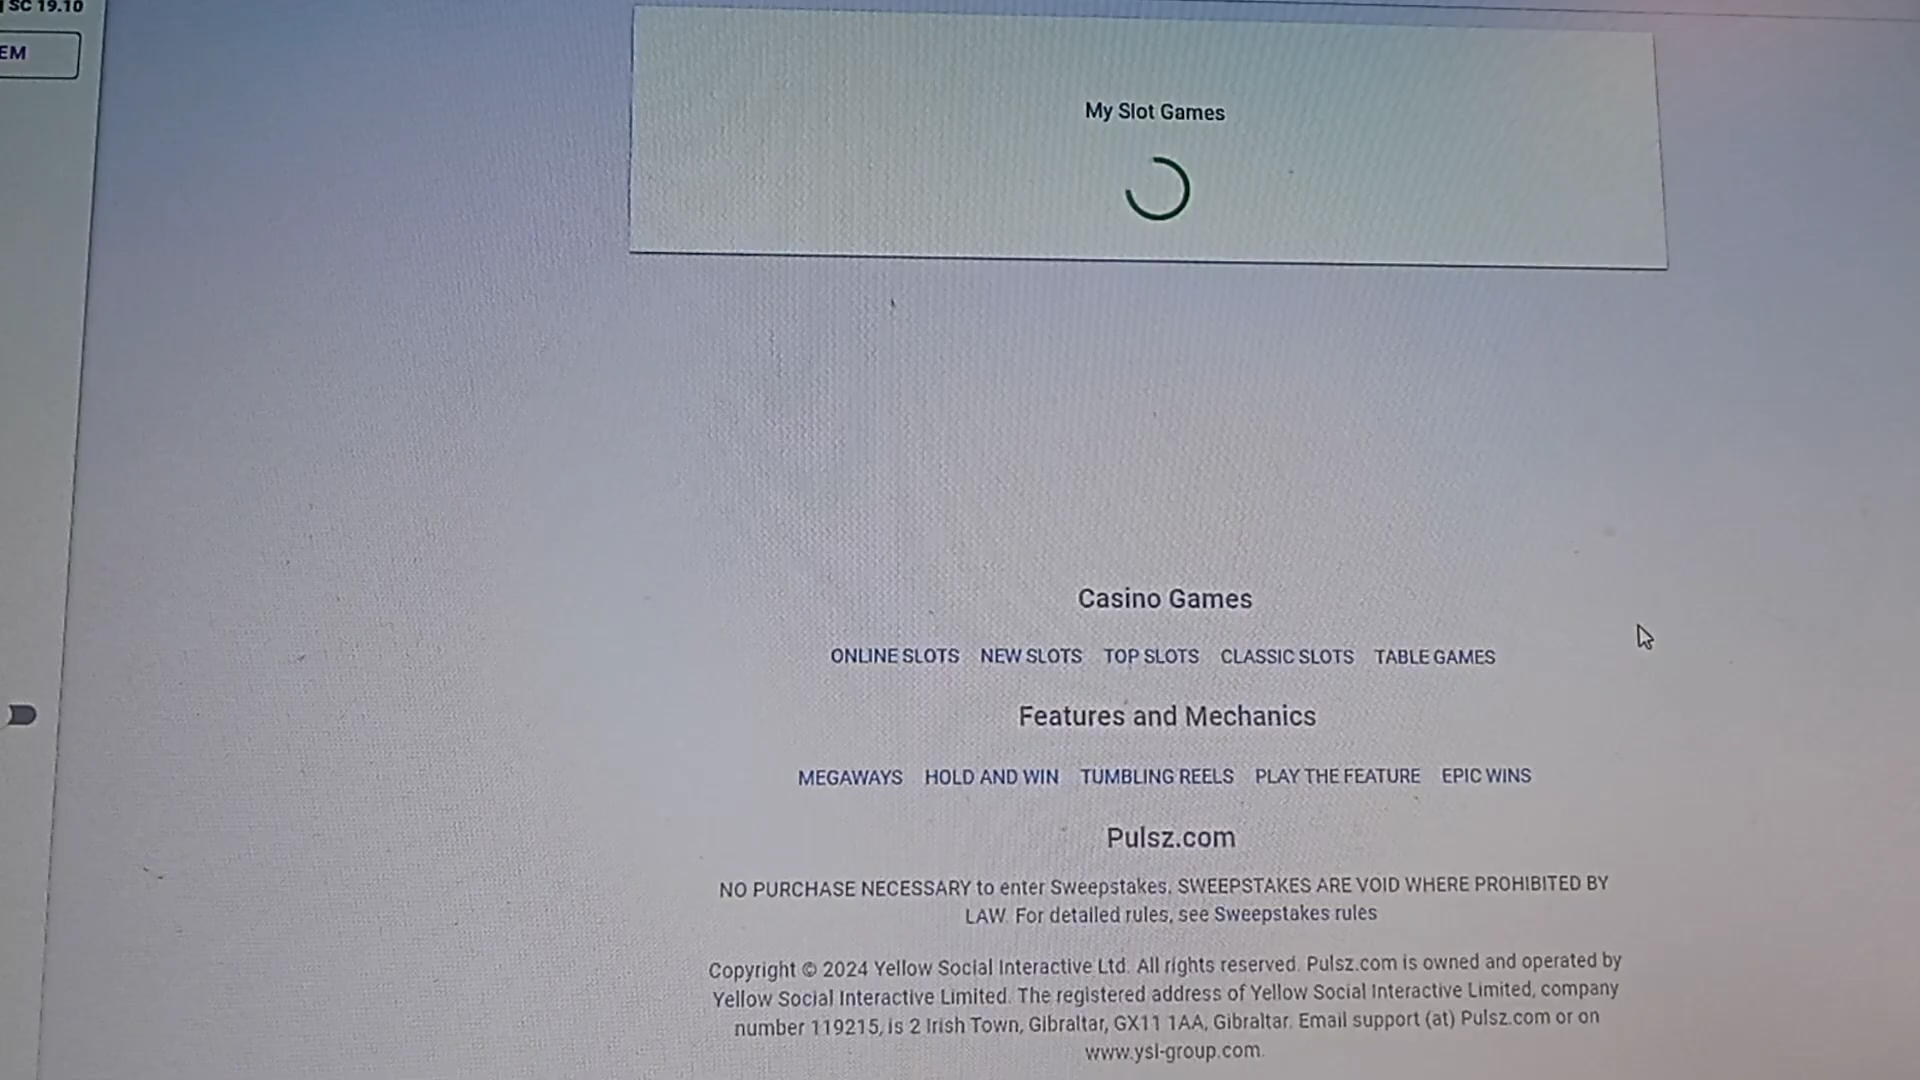 SC 19.10
EM
My Slot Games
Casino Games
ONLINE SLOTS NEW SLOTS TOP SLOTS CLASSIC SLOTS TABLE GAMES
Features and Mechanics
MEGAWAYS HOLD AND WIN TUMBLING REELS PLAY THE FEATURE EPIC WINS
Pulsz.com
NO PURCHASE NECESSARY to enter Sweepstakes. SWEEPSTAKES ARE VOID WHERE PROHIBITED BY
LAW. For detailed rules, see Sweepstakes rules
Copyright © 2024 Yellow Social Interactive Ltd. All rights reserved. Pulsz.com is owned and operated by
Yellow Social Interactive Limited. The registered address of Yellow Social Interactive Limited, company
number 119215, is 2 Irish Town, Gibraltar, GX11 1AA, Gibraltar. Email support (at) Pulsz.com or on
www.ysi-group.com.